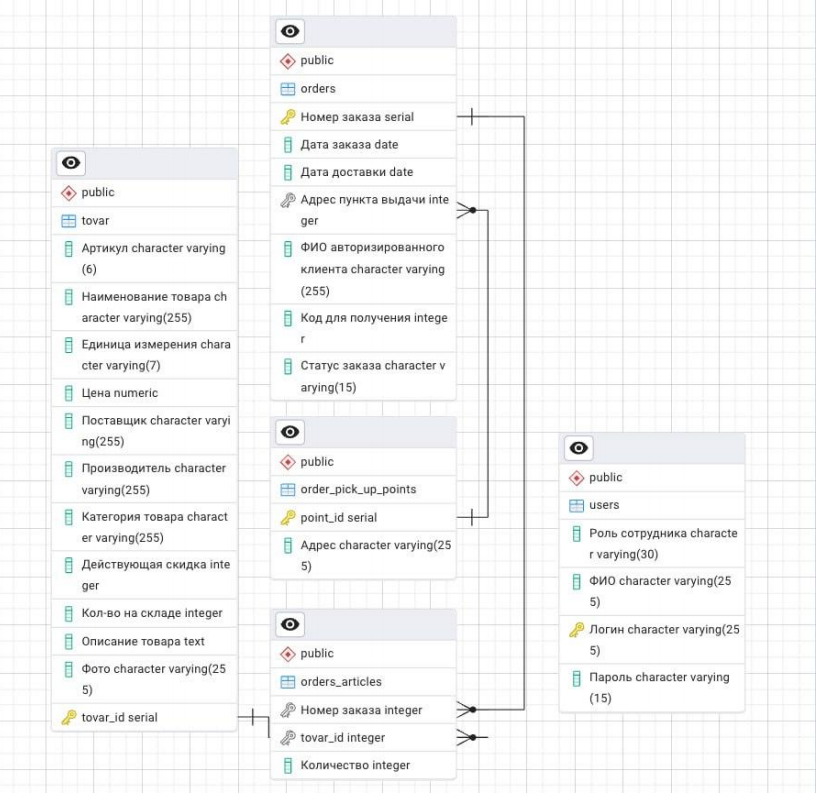 public
orders
Номер заказа serial
Дата заказа date
Дата доставки date
Адрес пункта выдачи inte
ger
ФИО авторизированного
клиента character varying
(255)
Код для получения intege
r
Статус заказа character v
arying(15)
public
tovar
Артикул character varying
(6)
Наименование товара ch
aracter varying(255)
Единица измерения chara
cter varying(7)
Цена numeric
Поставщик character varyi
ng(255)
Производитель character
varying(255)
Категория товара charact
er varying(255)
Действующая скидка inte
ger
Кол-во на складе integer
Описание товара text
Фото character varying(25
5)
tovar_id serial
public
order_pick_up_points
point_id serial
Адрес character varying(25
5)
public
orders_articles
Номер заказа integer
tovar_id integer
Количество integer
public
users
Роль сотрудника characte
r varying(30)
ФИО character varying(25
5)
Логин character varying(25
5)
Пароль character varying
(15)